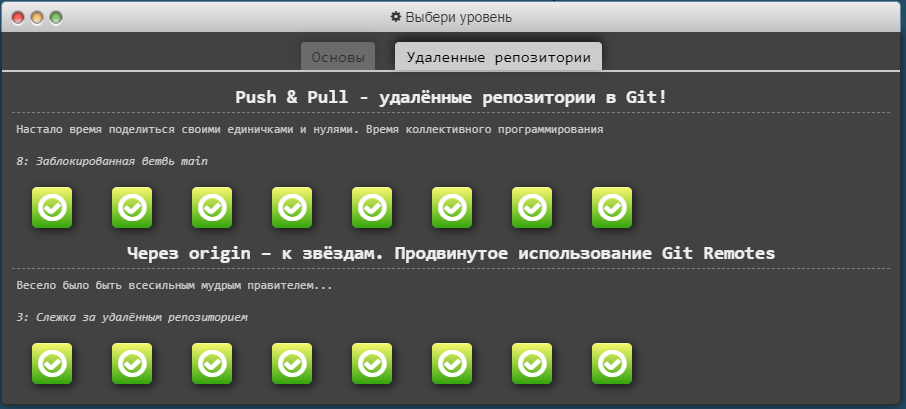 Выбери уровень
Основы
Удаленные репозитории
Push & Pull - удалённые репозитории в Git!
Настало время поделиться своими единичками и нулями. Время коллективного программирования
8: Заблокированная ветвь main
Через origin – к звёздам. Продвинутое использование Git Remotes
Весело было быть всесильным мудрым правителем...
3: Слежка за удалённым репозиторием